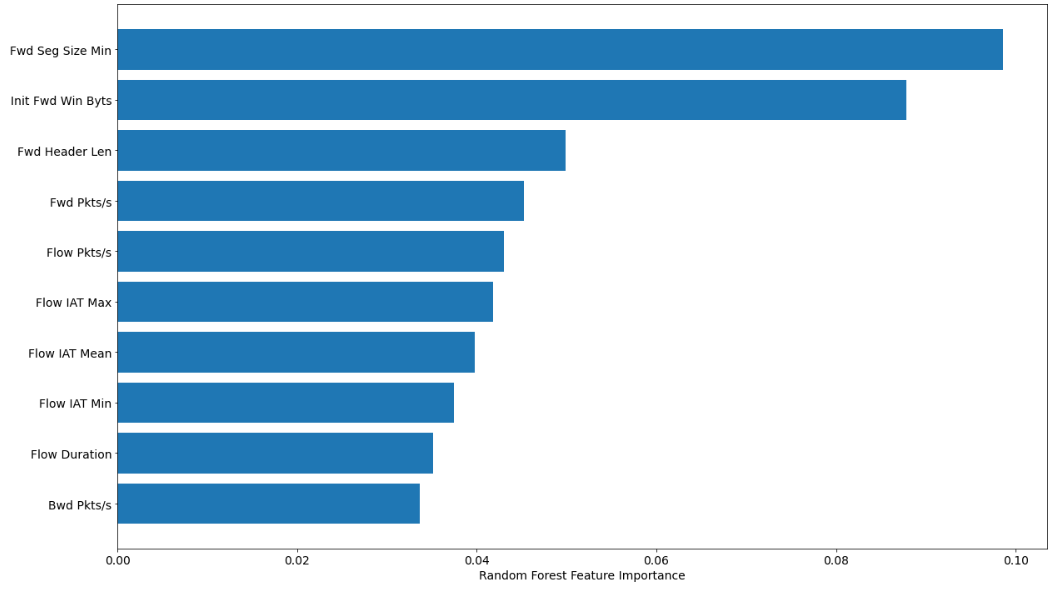 Fwd Seg Size Min
Init Fwd Win Byts
Fwd Header Len
Fwd Pkts/s
Flow Pkts/s
Flow IAT Max
Flow IAT Mean
Flow IAT Min
Flow Duration
Bwd Pkts/s
0.00 0.02 0.04 0.06 0.08 0.10
Random Forest Feature Importance